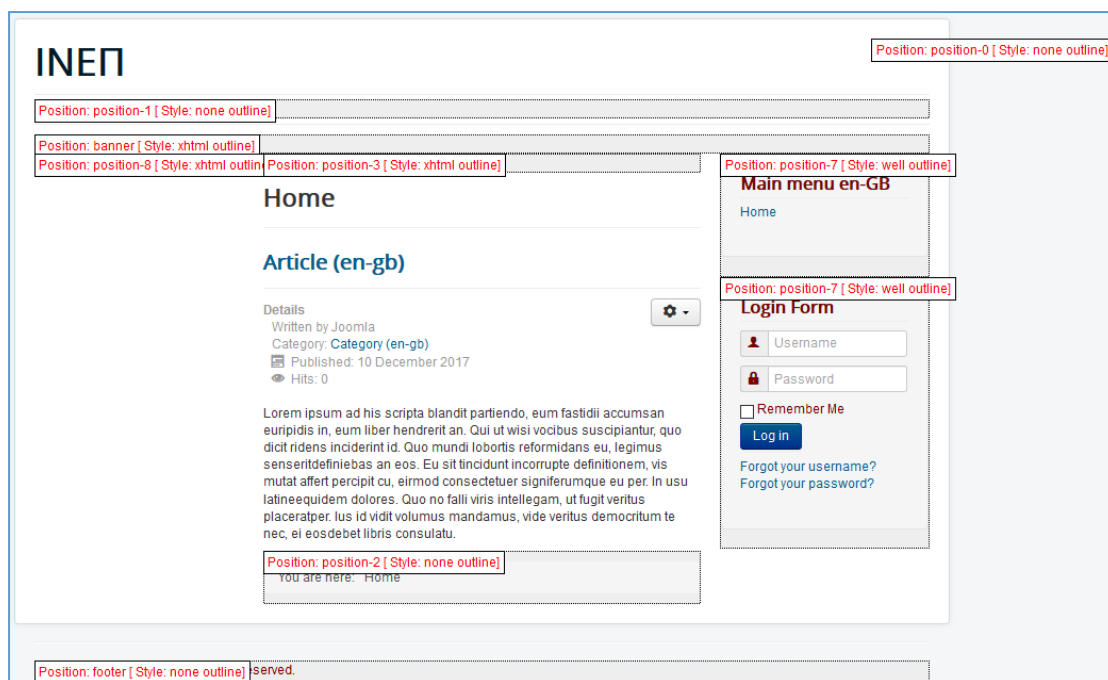 ΙΝΕΠ
Position: position-0 [ Style: none outline]
Position: position-1 [ Style: none outline]
Position: banner [ Style: xhtml outline]
Position: position-8 [ Style: xhtml outlin Position: position-3 [ Style: xhtml outline]
Home
Article (en-gb)
Details
Written by Joomla
Category: Category (en-gb)
Published: 10 December 2017
Hits: 0
Lorem ipsum ad his scripta blandit partiendo, eum fastidii accumsan
euripidis in, eum liber hendrerit an. Qui ut wisi vocibus suscipiantur, quo
dicit ridens inciderint id. Quo mundi lobortis reformidans eu, legimus
senseritdefiniebas an eos. Eu sit tincidunt incorrupte definitionem, vis
mutat affert percipit cu, eirmod consectetuer signiferumque eu per. In usu
latineequidem dolores. Quo no falli viris intellegam, ut fugit veritus
placeratper. Ius id vidit volumus mandamus, vide veritus democritum te
nec, ei eosdebet libris consulatu.
Position: position-2 [ Style: none outline]
You are here: Home
Position: position-7 [ Style: well outline]
Main menu en-GB
Home
Position: position-7 [ Style: well outline]
Login Form
Username
Password
Remember Me
Log in
Forgot your username?
Forgot your password?
Position: footer [ Style: none outline] served.